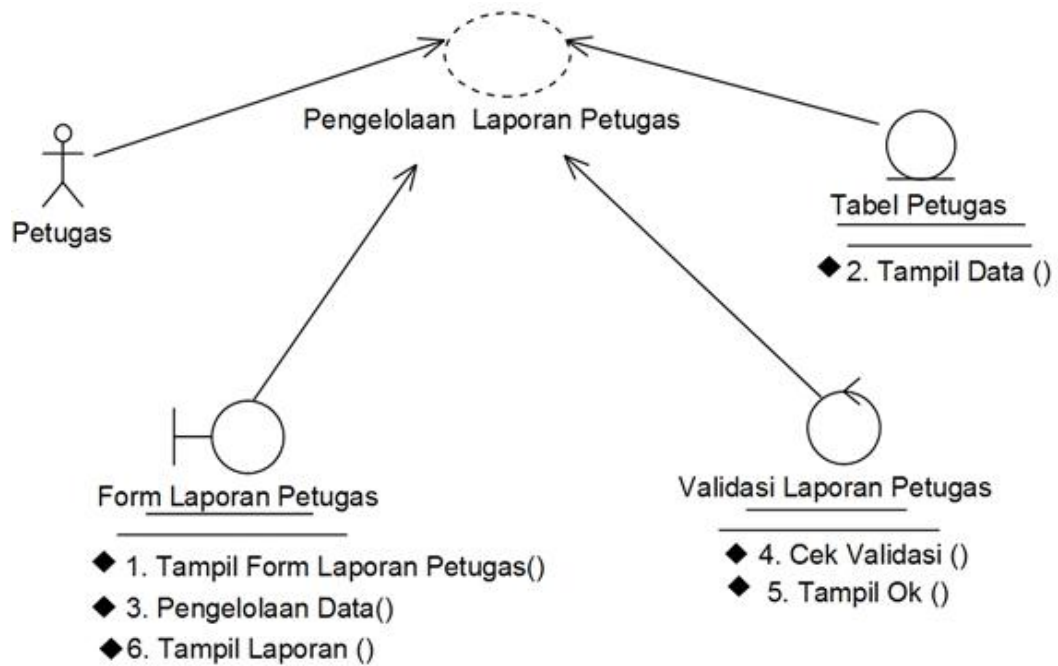 Pengelolaan Laporan Petugas
Petugas
Tabel Petugas
2. Tampil Data ()
Form Laporan Petugas
1. Tampil Form Laporan Petugas()
3. Pengelolaan Data()
6. Tampil Laporan ()
Validasi Laporan Petugas
4. Cek Validasi ()
5. Tampil Ok ()